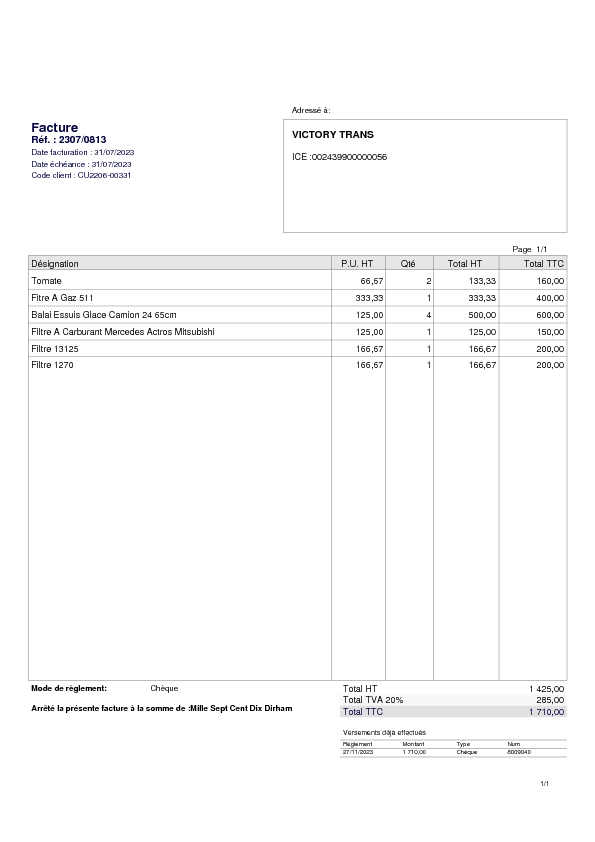 Adressé à:
Facture
Réf. : 2307/0813
Date facturation : 31/07/2023
Date échéance : 31/07/2023
Code client : CU2206-00331
VICTORY TRANS
ICE :002439900000056
Page 1/1
Désignation P.U. HT Qté Total HT Total TTC
Tomate 66,67 2 133,33 160,00
Fitre A Gaz 511 333,33 1 333,33 400,00
Balai Essuis Glace Camion 24 65cm 125,00 4 500,00 600,00
Filtre A Carburant Mercedes Actros Mitsubishi 125,00 1 125,00 150,00
Filtre 13125 166,67 1 166,67 200,00
Filtre 1270 166,67 1 166,67 200,00
Mode de règlement: Chèque
Arrêté la présente facture à la somme de :Mille Sept Cent Dix Dirham
Total HT 1 425,00
Total TVA 20% 285,00
Total TTC 1 710,00
Versements déjà effectués
Règlement Montant Type Num
27/11/2023 1 710,00 Chèque 8009040
1/1